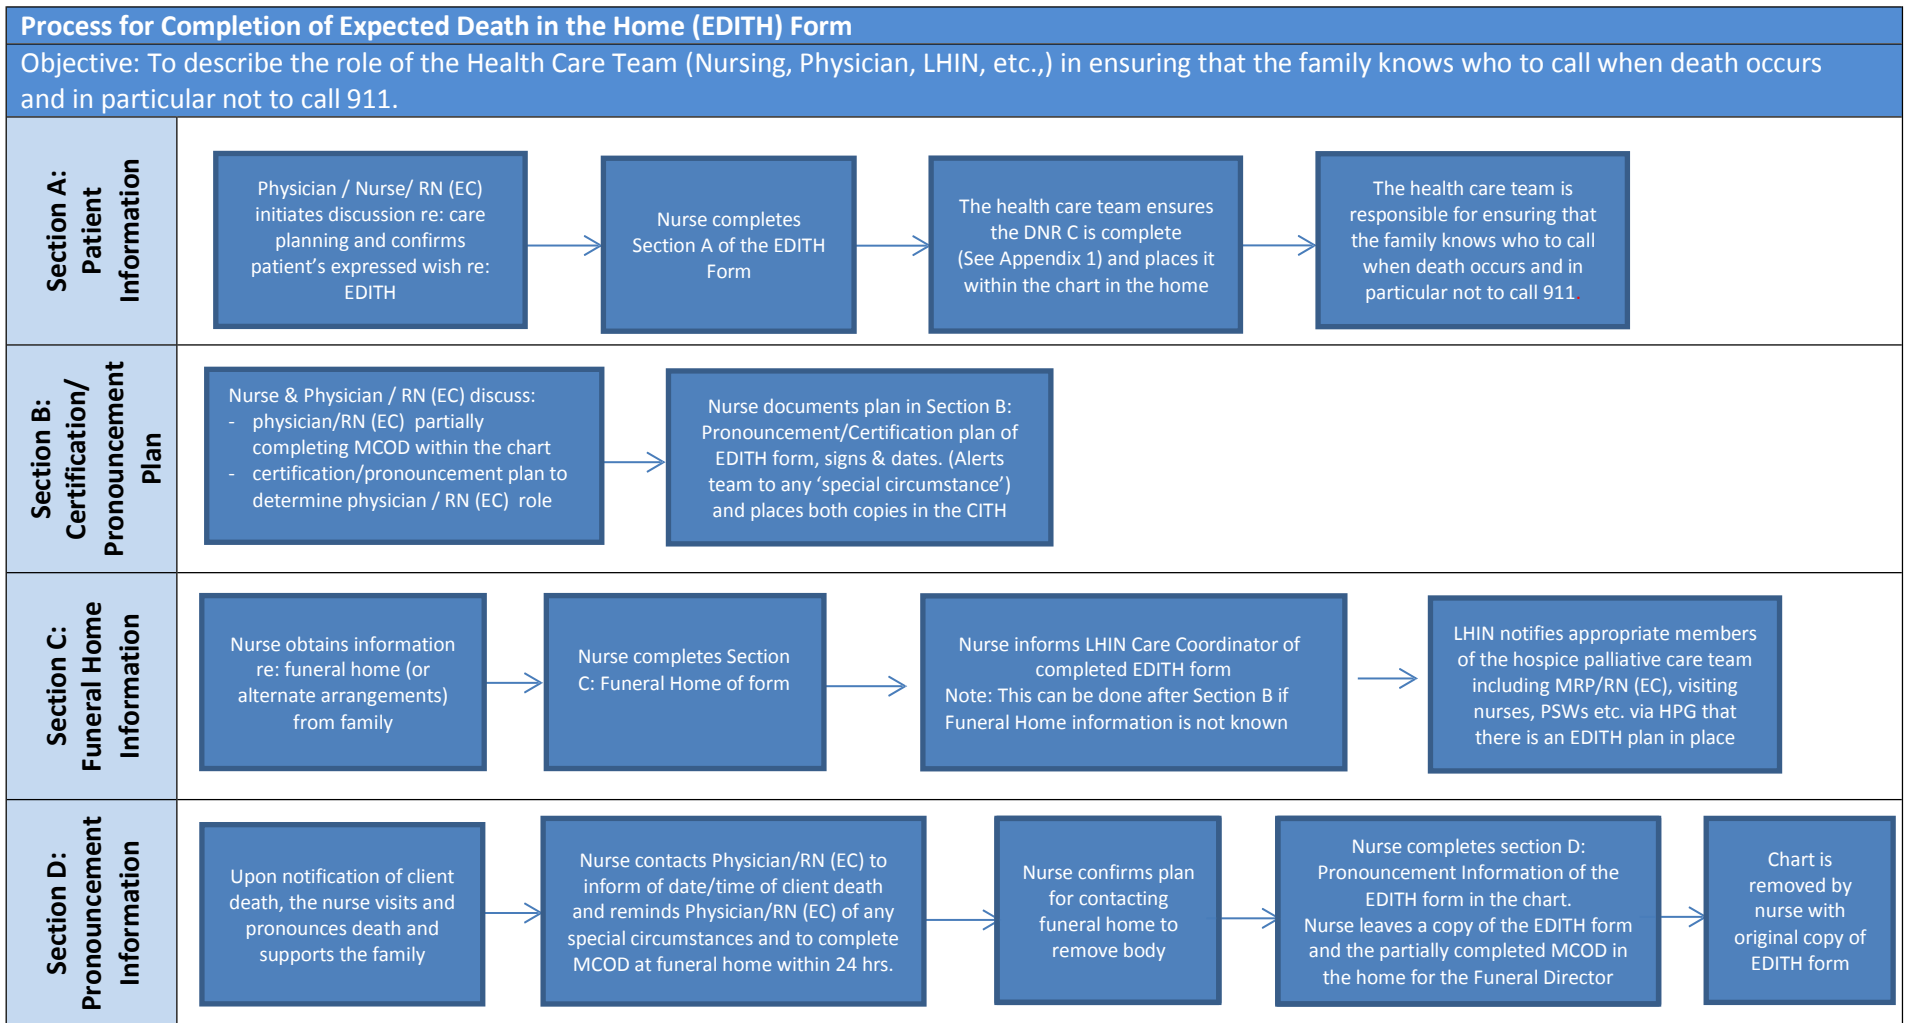 Process for Completion of Expected Death in the Home (EDITH) Form
Objective: To describe the role of the Health Care Team (Nursing, Physician, LHIN, etc.,) in ensuring that the family knows who to call when death occurs
and in particular not to call 911.
Section A:
Patient
Information
Physician / Nurse/ RN (EC)
initiates discussion re: care
planning and confirms
patient's expressed wish re:
EDITH
Nurse completes
Section A of the EDITH
Form
The health care team ensures
the DNR C is complete
(See Appendix 1) and places it
within the chart in the home
The health care team is
responsible for ensuring that
the family knows who to call
when death occurs and in
particular not to call 911.
Section B:
Certification/
Pronouncement
Plan
Nurse & Physician / RN (EC) discuss:
- physician/RN (EC) partially
completing MCOD within the chart
- certification/pronouncement plan to
determine physician / RN (EC) role
Nurse documents plan in Section B:
Pronouncement/Certification plan of
EDITH form, signs & dates. (Alerts
team to any 'special circumstance')
and places both copies in the CITH
Section C:
Funeral Home
Information
Nurse obtains information
re: funeral home (or
alternate arrangements)
from family
Nurse completes Section
C: Funeral Home of form
Nurse informs LHIN Care Coordinator of
completed EDITH form
Note: This can be done after Section B if
Funeral Home information is not known
LHIN notifies appropriate members
of the hospice palliative care team
including MRP/RN (EC), visiting
nurses, PSWs etc. via HPG that
there is an EDITH plan in place
Section D:
Pronouncement
Information
Upon notification of client
death, the nurse visits and
pronounces death and
supports the family
Nurse contacts Physician/RN (EC) to
inform of date/time of client death
and reminds Physician/RN (EC) of any
special circumstances and to complete
MCOD at funeral home within 24 hrs.
Nurse confirms plan
for contacting
funeral home to
remove body
Nurse completes section D:
Pronouncement Information of the
EDITH form in the chart.
Nurse leaves a copy of the EDITH form
and the partially completed MCOD in
the home for the Funeral Director
Chart is
removed by
nurse with
original copy of
EDITH form